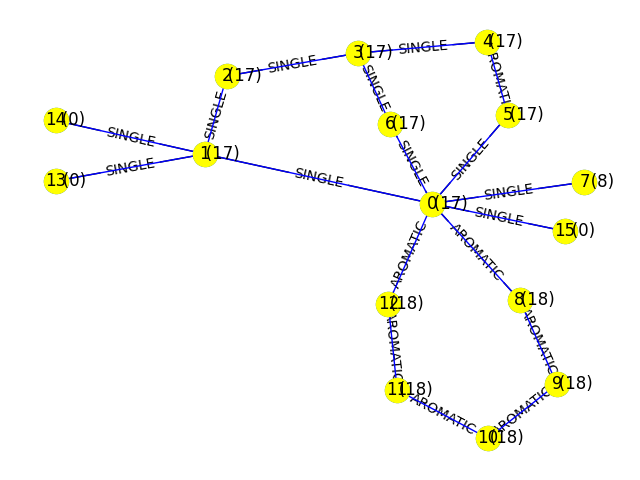 4(17)
3(17)
SINGLE
2(17)
SINGLE
SINGLE
AROMATIC
5(17)
14(0)
6(17)
SINGLE
SINGLE
1(17)
SINGLE
SINGLE
SINGLE
13(0)
SINGLE
SINGLE
7(8)
0(17)
SINGLE
15(0)
AROMATIC
AROMATIC
12(18)
8(18)
AROMATIC
AROMATIC
11(18)
9(18)
AROMATIC
AROMATIC
10(18)